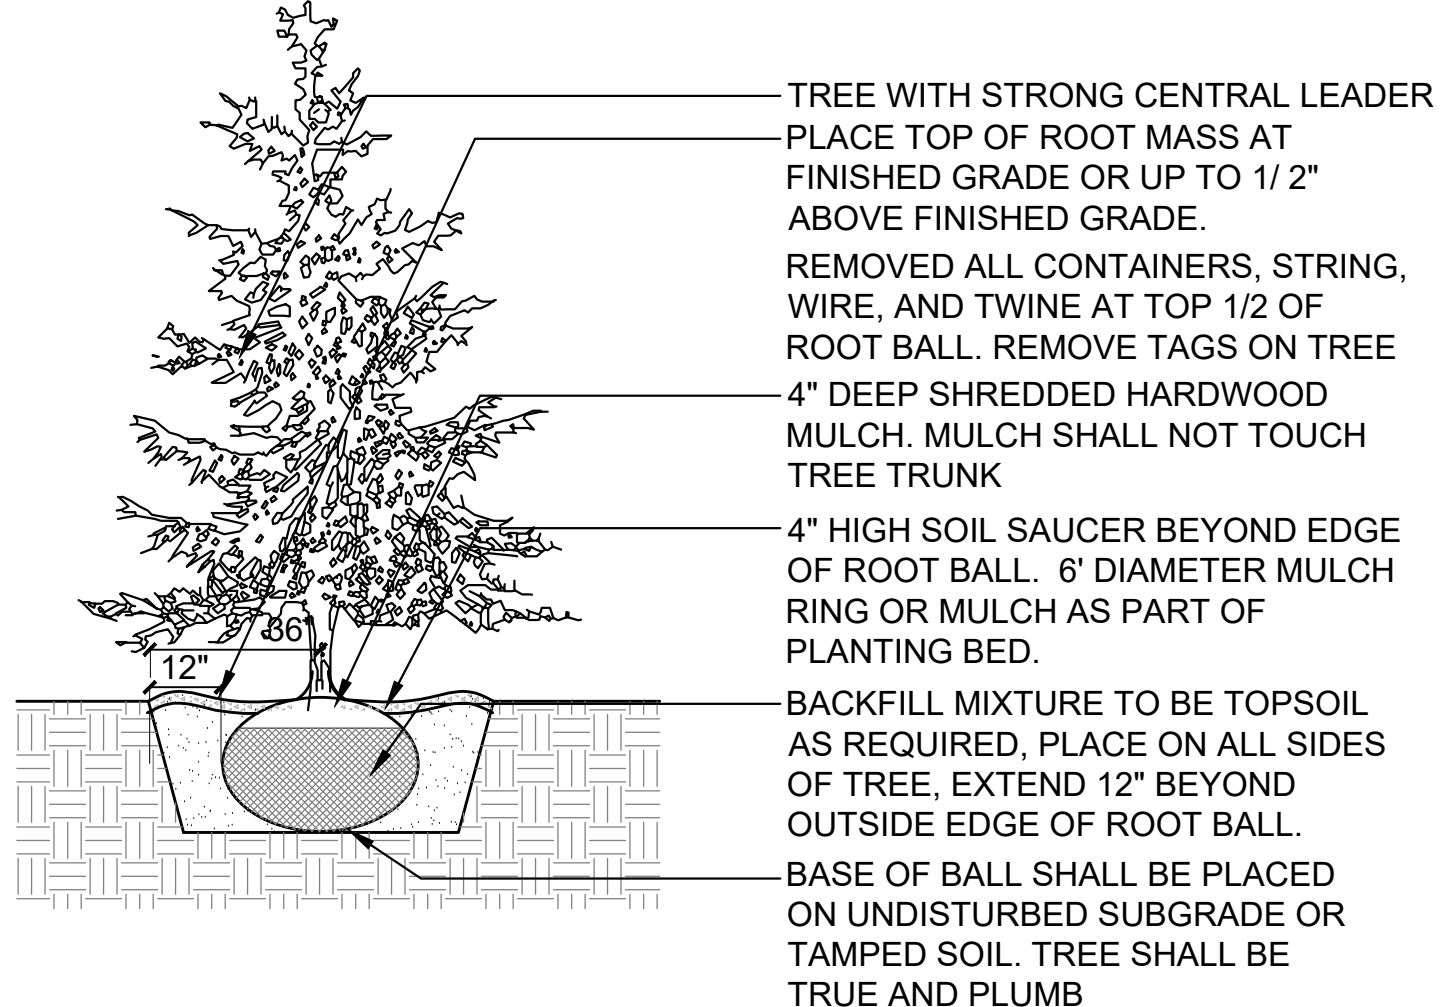 TREE WITH STRONG CENTRAL LEADER
PLACE TOP OF ROOT MASS AT
FINISHED GRADE OR UP TO 1/ 2"
ABOVE FINISHED GRADE.
REMOVED ALL CONTAINERS, STRING,
WIRE, AND TWINE AT TOP 1/2 OF
ROOT BALL. REMOVE TAGS ON TREE
4" DEEP SHREDDED HARDWOOD
MULCH. MULCH SHALL NOT TOUCH
TREE TRUNK
4" HIGH SOIL SAUCER BEYOND EDGE
OF ROOT BALL.  6' DIAMETER MULCH
RING OR MULCH AS PART OF
PLANTING BED.
36"
12"
BACKFILL MIXTURE TO BE TOPSOIL
AS REQUIRED, PLACE ON ALL SIDES
OF TREE, EXTEND 12" BEYOND
OUTSIDE EDGE OF ROOT BALL.
BASE OF BALL SHALL BE PLACED
ON UNDISTURBED SUBGRADE OR
TAMPED SOIL. TREE SHALL BE
TRUE AND PLUMB